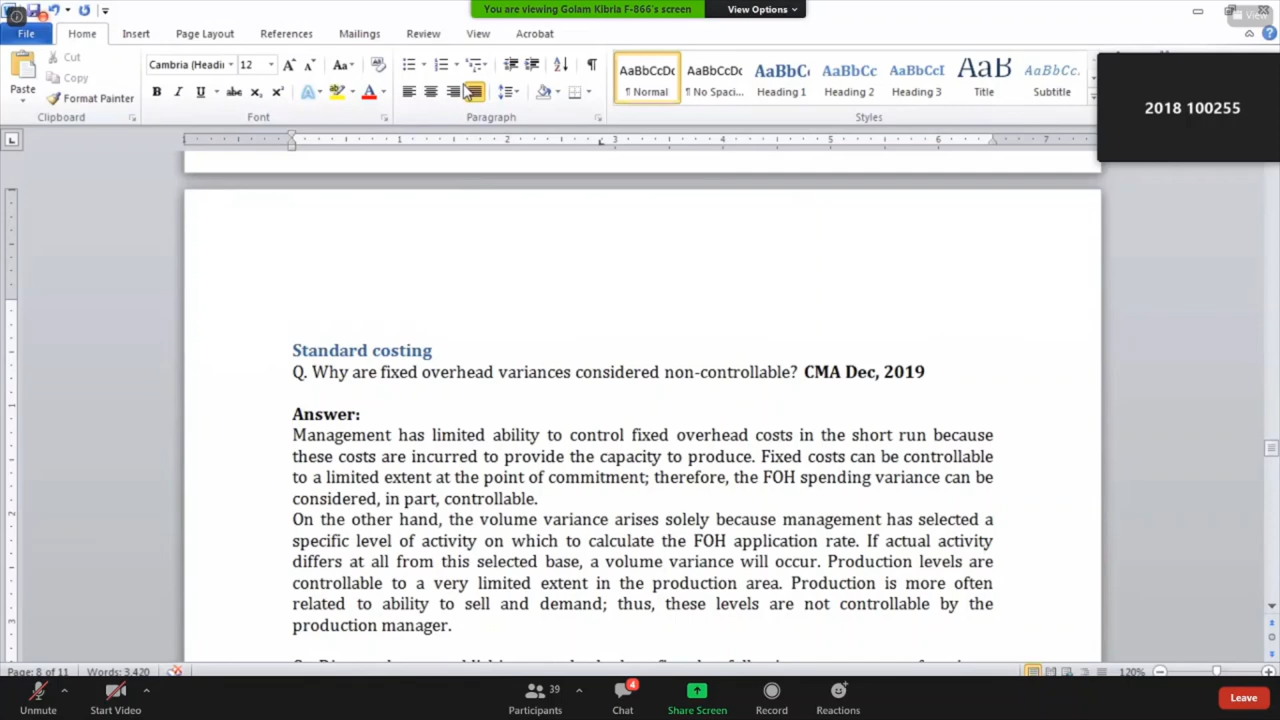 You are viewing Golam Kibria F-866's screen
View Options
View
File
Home
Insert
Page Layout
References
Mailings
Review
View
Acrobat
Paste
Cut
Copy
Format Painter
Clipboard
Cambria (Headi
12
Font
Paragraph
AaBbCcDc
¶ Normal
AaBbCcDc
¶ No Spaci...
AaBbC
Heading 1
AaBbCc
Heading 2
AaBbCcI
Heading 3
AaB
Title
AaBbCc.
Subtitle
Styles
2018 100255
Standard costing
Q. Why are fixed overhead variances considered non-controllable? CMA Dec, 2019
Answer:
Management has limited ability to control fixed overhead costs in the short run because
these costs are incurred to provide the capacity to produce. Fixed costs can be controllable
to a limited extent at the point of commitment; therefore, the FOH spending variance can be
considered, in part, controllable.
On the other hand, the volume variance arises solely because management has selected a
specific level of activity on which to calculate the FOH application rate. If actual activity
differs at all from this selected base, a volume variance will occur. Production levels are
controllable to a very limited extent in the production area. Production is more often
related to ability to sell and demand; thus, these levels are not controllable by the
production manager.
Page: 8 of 11
Words: 3,420
120%
Unmute
Start Video
39
Participants
4
Chat
Share Screen
Record
Reactions
Leave